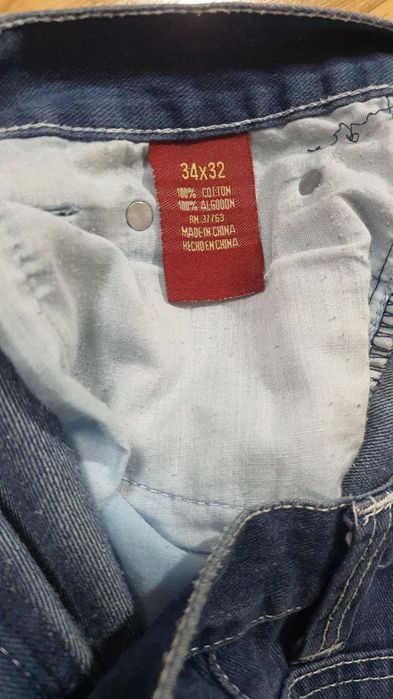 34x32
100% COTTON
100% ALGODON
RN 37763
MADE IN CHINA
HECHO EN CHINA